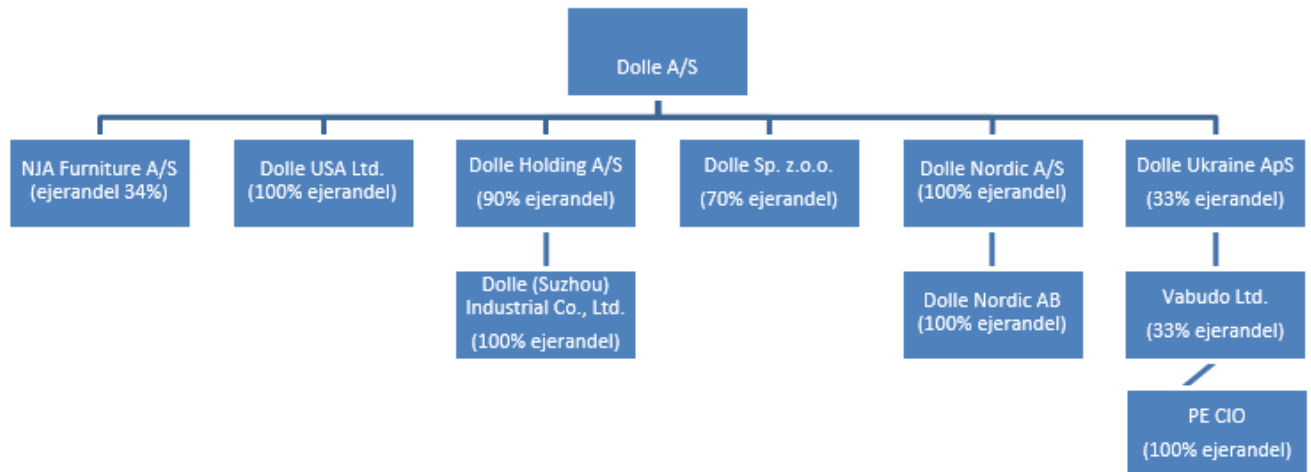 Dolle A/S
NJA Furniture A/S
(ejerandel 34%)
Dolle USA Ltd.
(100% ejerandel)
Dolle Holding A/S
(90% ejerandel)
Dolle Sp. z.o.o.
(70% ejerandel)
Dolle Nordic A/S
(100% ejerandel)
Dolle Ukraine ApS
(33% ejerandel)
Dolle (Suzhou)
Industrial Co., Ltd.
(100% ejerandel)
Dolle Nordic AB
(100% ejerandel)
Vabudo Ltd.
(33% ejerandel)
PE CIO
(100% ejerandel)